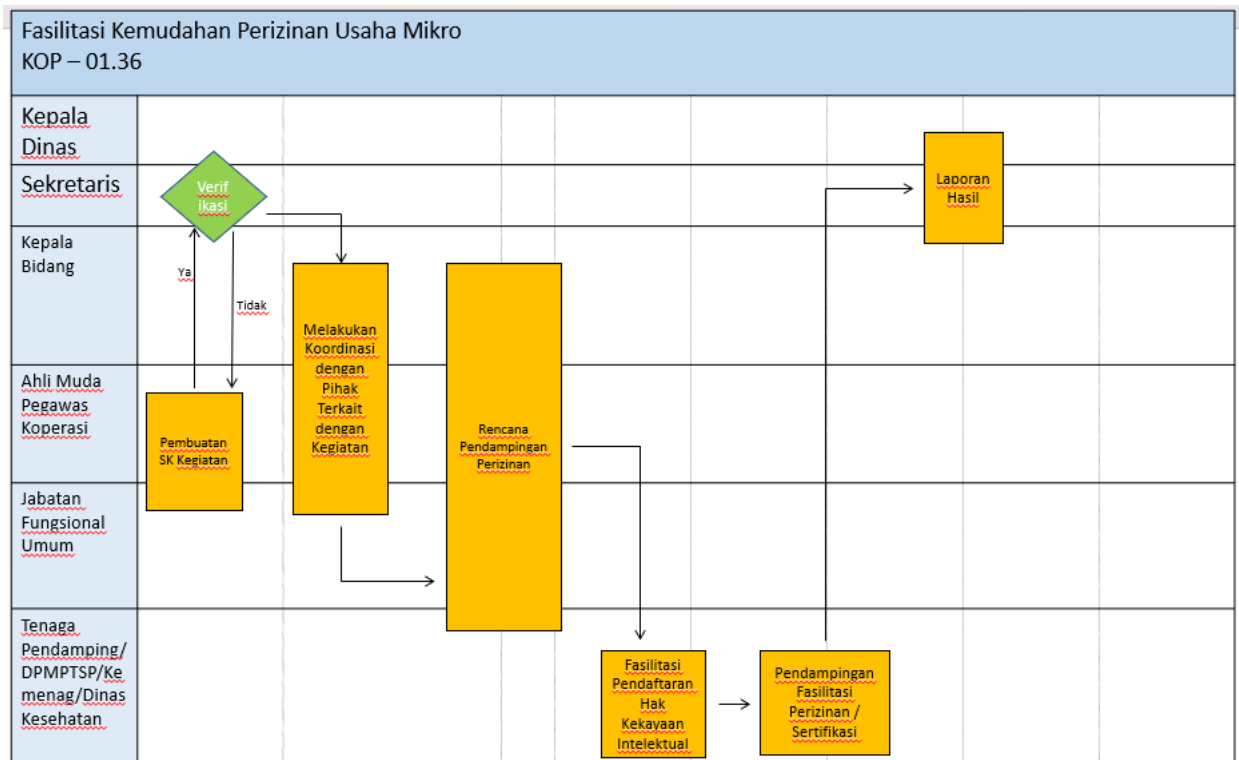 Fasilitasi Kemudahan Perizinan Usaha Mikro
KOP – 01.36
Kepala
Dinas
Sekretaris
Kepala
Bidang
Ahli Muda
Pegawas
Koperasi
Jabatan
Fungsional
Umum
Tenaga
Pendamping/
DPMPTSP/Ke
menag/Dinas
Kesehatan
Verif
ikasi
Ya
Tidak
Pembuatan
SK Kegiatan
Melakukan
Koordinasi
dengan
Pihak
Terkait
dengan
Kegiatan
Rencana
Pendampingan
Perizinan
Fasilitasi
Pendaftaran
Hak
Kekayaan
Intelektual
Pendampingan
Fasilitasi
Perizinan /
Sertifikasi
Laporan
Hasil